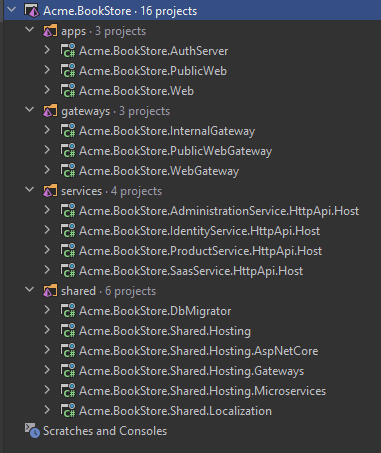 Acme.BookStore · 16 projects
apps · 3 projects
Acme.BookStore.AuthServer
Acme.BookStore.PublicWeb
Acme.BookStore.Web
gateways · 3 projects
Acme.BookStore.InternalGateway
Acme.BookStore.PublicWebGateway
Acme.BookStore.WebGateway
services · 4 projects
Acme.BookStore.AdministrationService.HttpApi.Host
Acme.BookStore.IdentityService.HttpApi.Host
Acme.BookStore.ProductService.HttpApi.Host
Acme.BookStore.SaasService.HttpApi.Host
shared · 6 projects
Acme.BookStore.DbMigrator
Acme.BookStore.Shared.Hosting
Acme.BookStore.Shared.Hosting.AspNetCore
Acme.BookStore.Shared.Hosting.Gateways
Acme.BookStore.Shared.Hosting.Microservices
Acme.BookStore.Shared.Localization
Scratches and Consoles